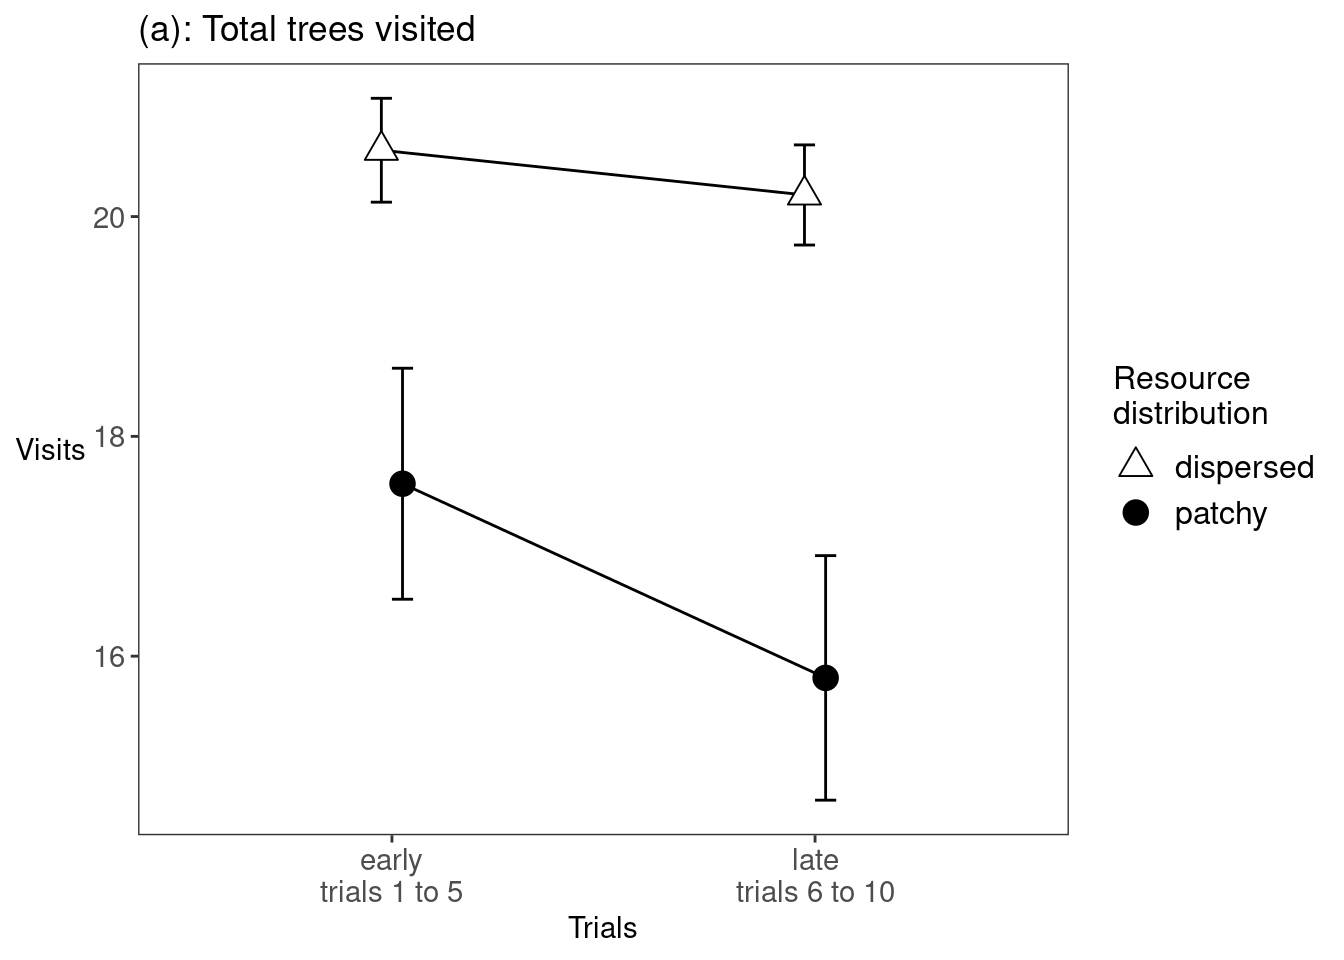 (a): Total trees visited
20
18
16
Visits
early
trials 1 to 5
late
trials 6 to 10
Trials
Resource
distribution
dispersed
patchy